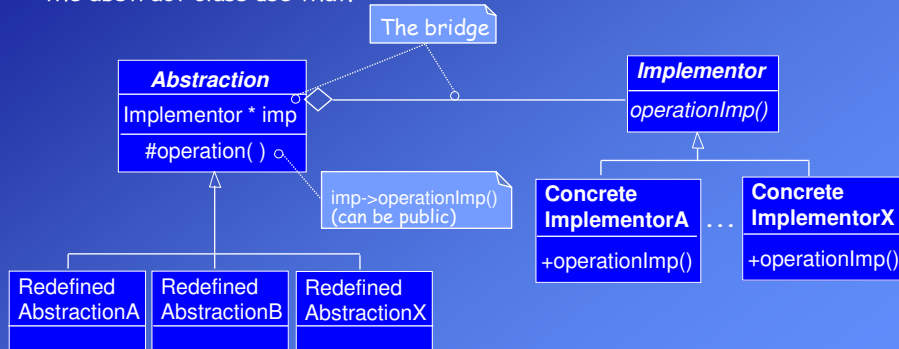 The bridge
Abstraction
Implementor * imp
#operation( )
imp->operationImp()
(can be public)
Implementor
operationImp()
Concrete
ImplementorA
+operationImp()
...
Concrete
ImplementorX
+operationImp()
Redefined
AbstractionA
Redefined
AbstractionB
Redefined
AbstractionX